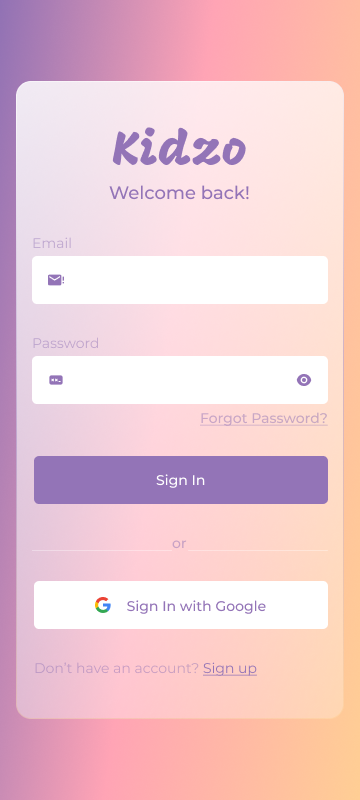 Kidzo
Welcome back!
Email
Password
Forgot Password?
Sign In
or
Sign In with Google
Don't have an account? Sign up